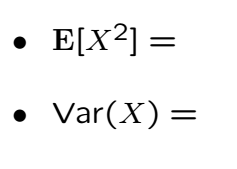 • E[X²] =
• Var(X) =